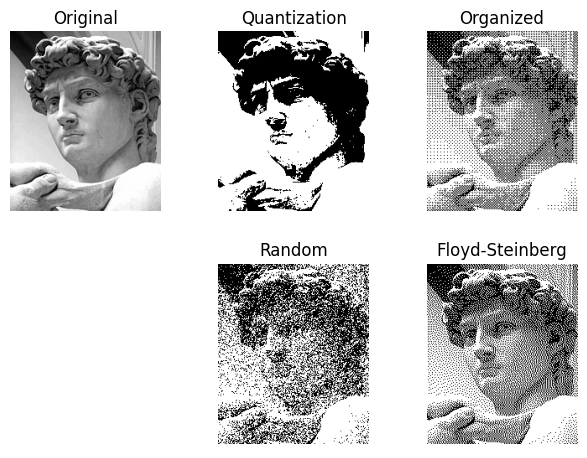 Original
Quantization
Organized
Random
Floyd-Steinberg